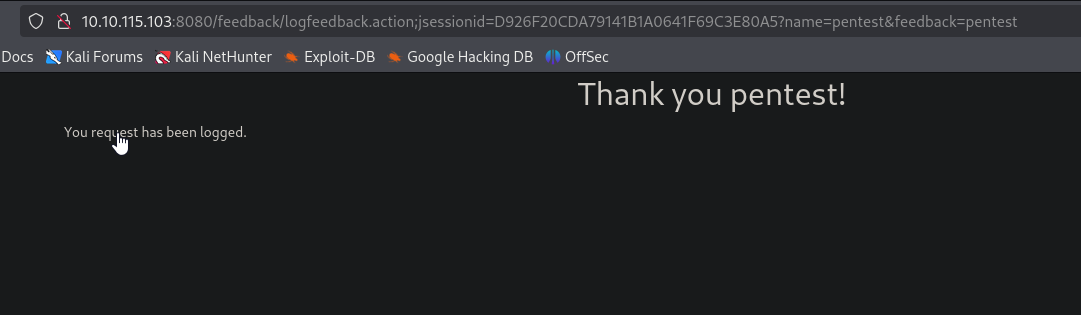 10.10.115.103:8080/feedback/logfeedback.action;jsessionid=D926F20CDA79141B1A0641F69C3E80A5?name=pentest&feedback=pentest
Docs Kali Forums Kali NetHunter Exploit-DB Google Hacking DB OffSec
Thank you pentest!
You request has been logged.